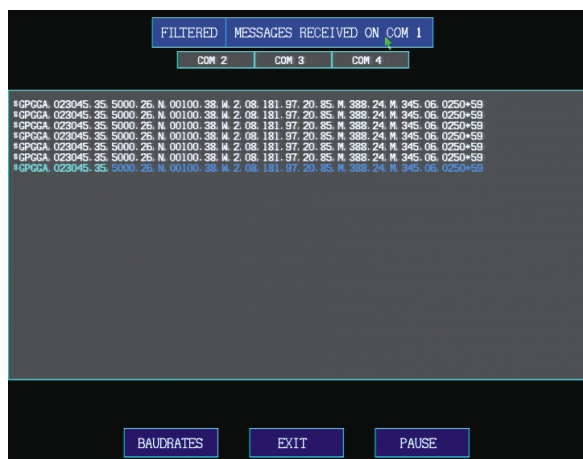 FILTERED MESSAGES RECEIVED ON COM 1
COM 2 COM 3 COM 4
$GPGGA,023045.35,5000.26,N,00100.38,W,2,08,181.97,20.85,M,388.24,M,345.06,0250*59
$GPGGA,023045.35,5000.26,N,00100.38,W,2,08,181.97,20.85,M,388.24,M,345.06,0250*59
$GPGGA,023045.35,5000.26,N,00100.38,W,2,08,181.97,20.85,M,388.24,M,345.06,0250*59
$GPGGA,023045.35,5000.26,N,00100.38,W,2,08,181.97,20.85,M,388.24,M,345.06,0250*59
$GPGGA,023045.35,5000.26,N,00100.38,W,2,08,181.97,20.85,M,388.24,M,345.06,0250*59
$GPGGA,023045.35,5000.26,N,00100.38,W,2,08,181.97,20.85,M,388.24,M,345.06,0250*59
$GPGGA,023045.35,5000.26,N,00100.38,W,2,08,181.97,20.85,M,388.24,M,345.06,0250*59
BAUDRATES EXIT PAUSE